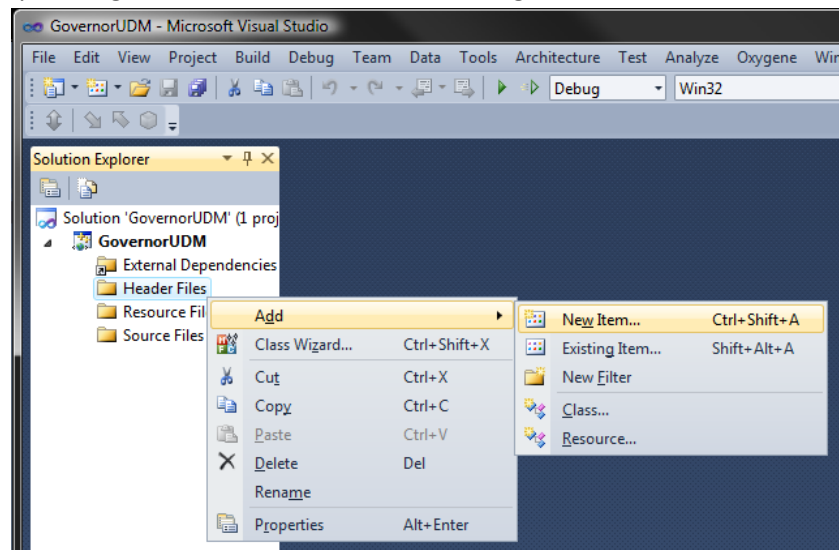 GovernorUDM - Microsoft Visual Studio
File Edit View Project Build Debug Team Data Tools Architecture Test Analyze Oxygene Win
Debug Win32
Solution Explorer
Solution 'GovernorUDM' (1 proj
GovernorUDM
External Dependencies
Header Files
Resource Fil
Source Files
Add
Class Wizard... Ctrl+Shift+X
Cut Ctrl+X
Copy Ctrl+C
Paste Ctrl+V
Delete Del
Rename
Properties Alt+Enter
New Item... Ctrl+Shift+A
Existing Item... Shift+Alt+A
New Filter
Class...
Resource...